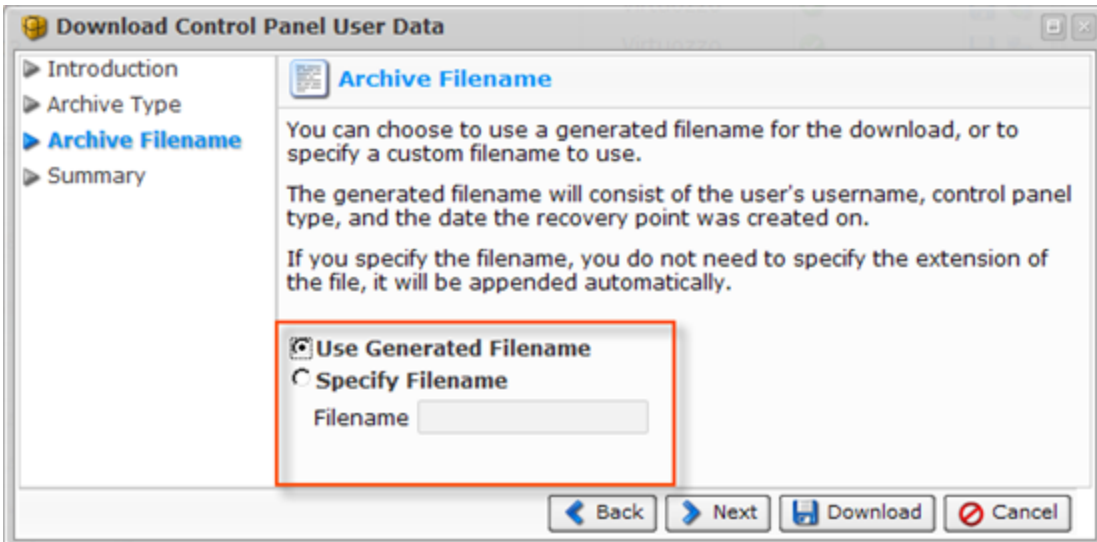 Download Control Panel User Data
Introduction
Archive Type
Archive Filename
Summary
Archive Filename
You can choose to use a generated filename for the download, or to
specify a custom filename to use.
The generated filename will consist of the user's username, control panel
type, and the date the recovery point was created on.
If you specify the filename, you do not need to specify the extension of
the file, it will be appended automatically.
Use Generated Filename
Specify Filename
Filename
Back Next Download Cancel